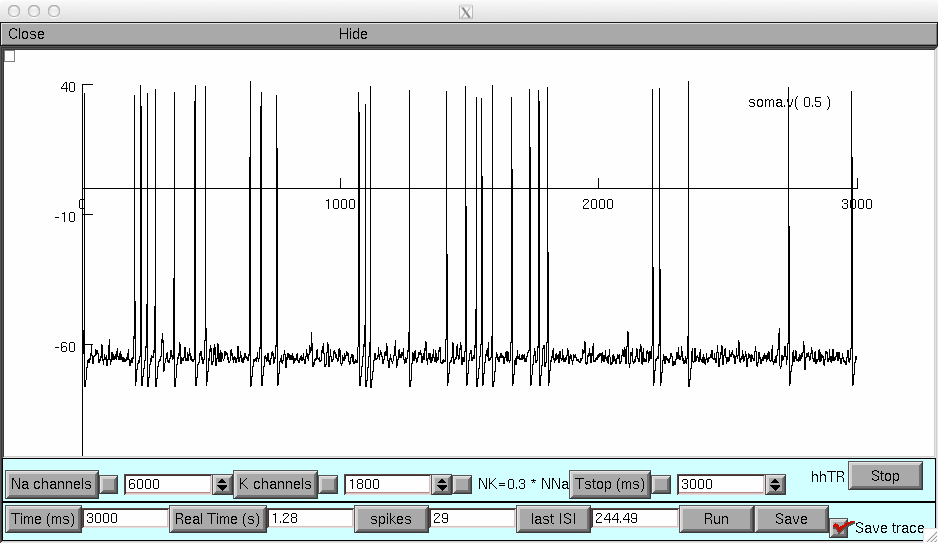 X
Close Hide
40
soma.v( 0.5 )
0 1000 2000 3000
-10
-60
Na channels 6000 K channels 1800 NK=0.3 * NNa Tstop (ms) 3000 hhTR Stop
Time (ms) 3000 Real Time (s) 1.28 spikes 29 last ISI 244.49 Run Save Save trace